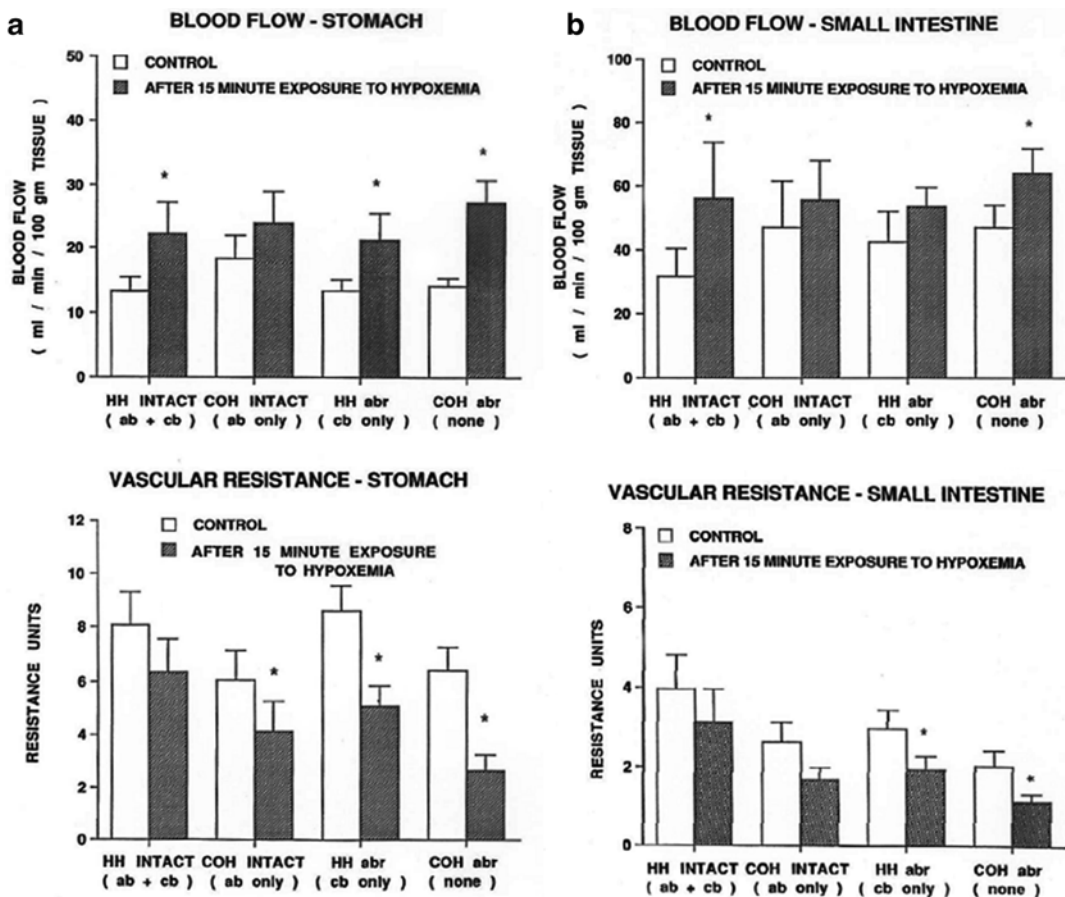 a
BLOOD FLOW - STOMACH
50
40
30
20
10
0
BLOOD FLOW
( ml / min / 100 gm TISSUE )
CONTROL
AFTER 15 MINUTE EXPOSURE TO HYPOXEMIA
*
*
*
HH INTACT COH INTACT HH abr COH abr
( ab + cb ) ( ab only ) ( cb only ) ( none )
b
BLOOD FLOW - SMALL INTESTINE
100
80
60
40
20
0
BLOOD FLOW
( ml / min / 100 gm TISSUE )
CONTROL
AFTER 15 MINUTE EXPOSURE TO HYPOXEMIA
*
*
HH INTACT COH INTACT HH abr COH abr
( ab + cb ) ( ab only ) ( cb only ) ( none )
VASCULAR RESISTANCE - STOMACH
12
10
8
6
4
2
0
RESISTANCE UNITS
CONTROL
AFTER 15 MINUTE EXPOSURE
TO HYPOXEMIA
*
*
*
HH INTACT COH INTACT HH abr COH abr
( ab + cb ) ( ab only ) ( cb only ) ( none )
VASCULAR RESISTANCE - SMALL INTESTINE
8
6
4
2
0
RESISTANCE UNITS
CONTROL
AFTER 15 MINUTE EXPOSURE TO HYPOXEMIA
*
*
HH INTACT COH INTACT HH abr COH abr
( ab + cb ) ( ab only ) ( cb only ) ( none )